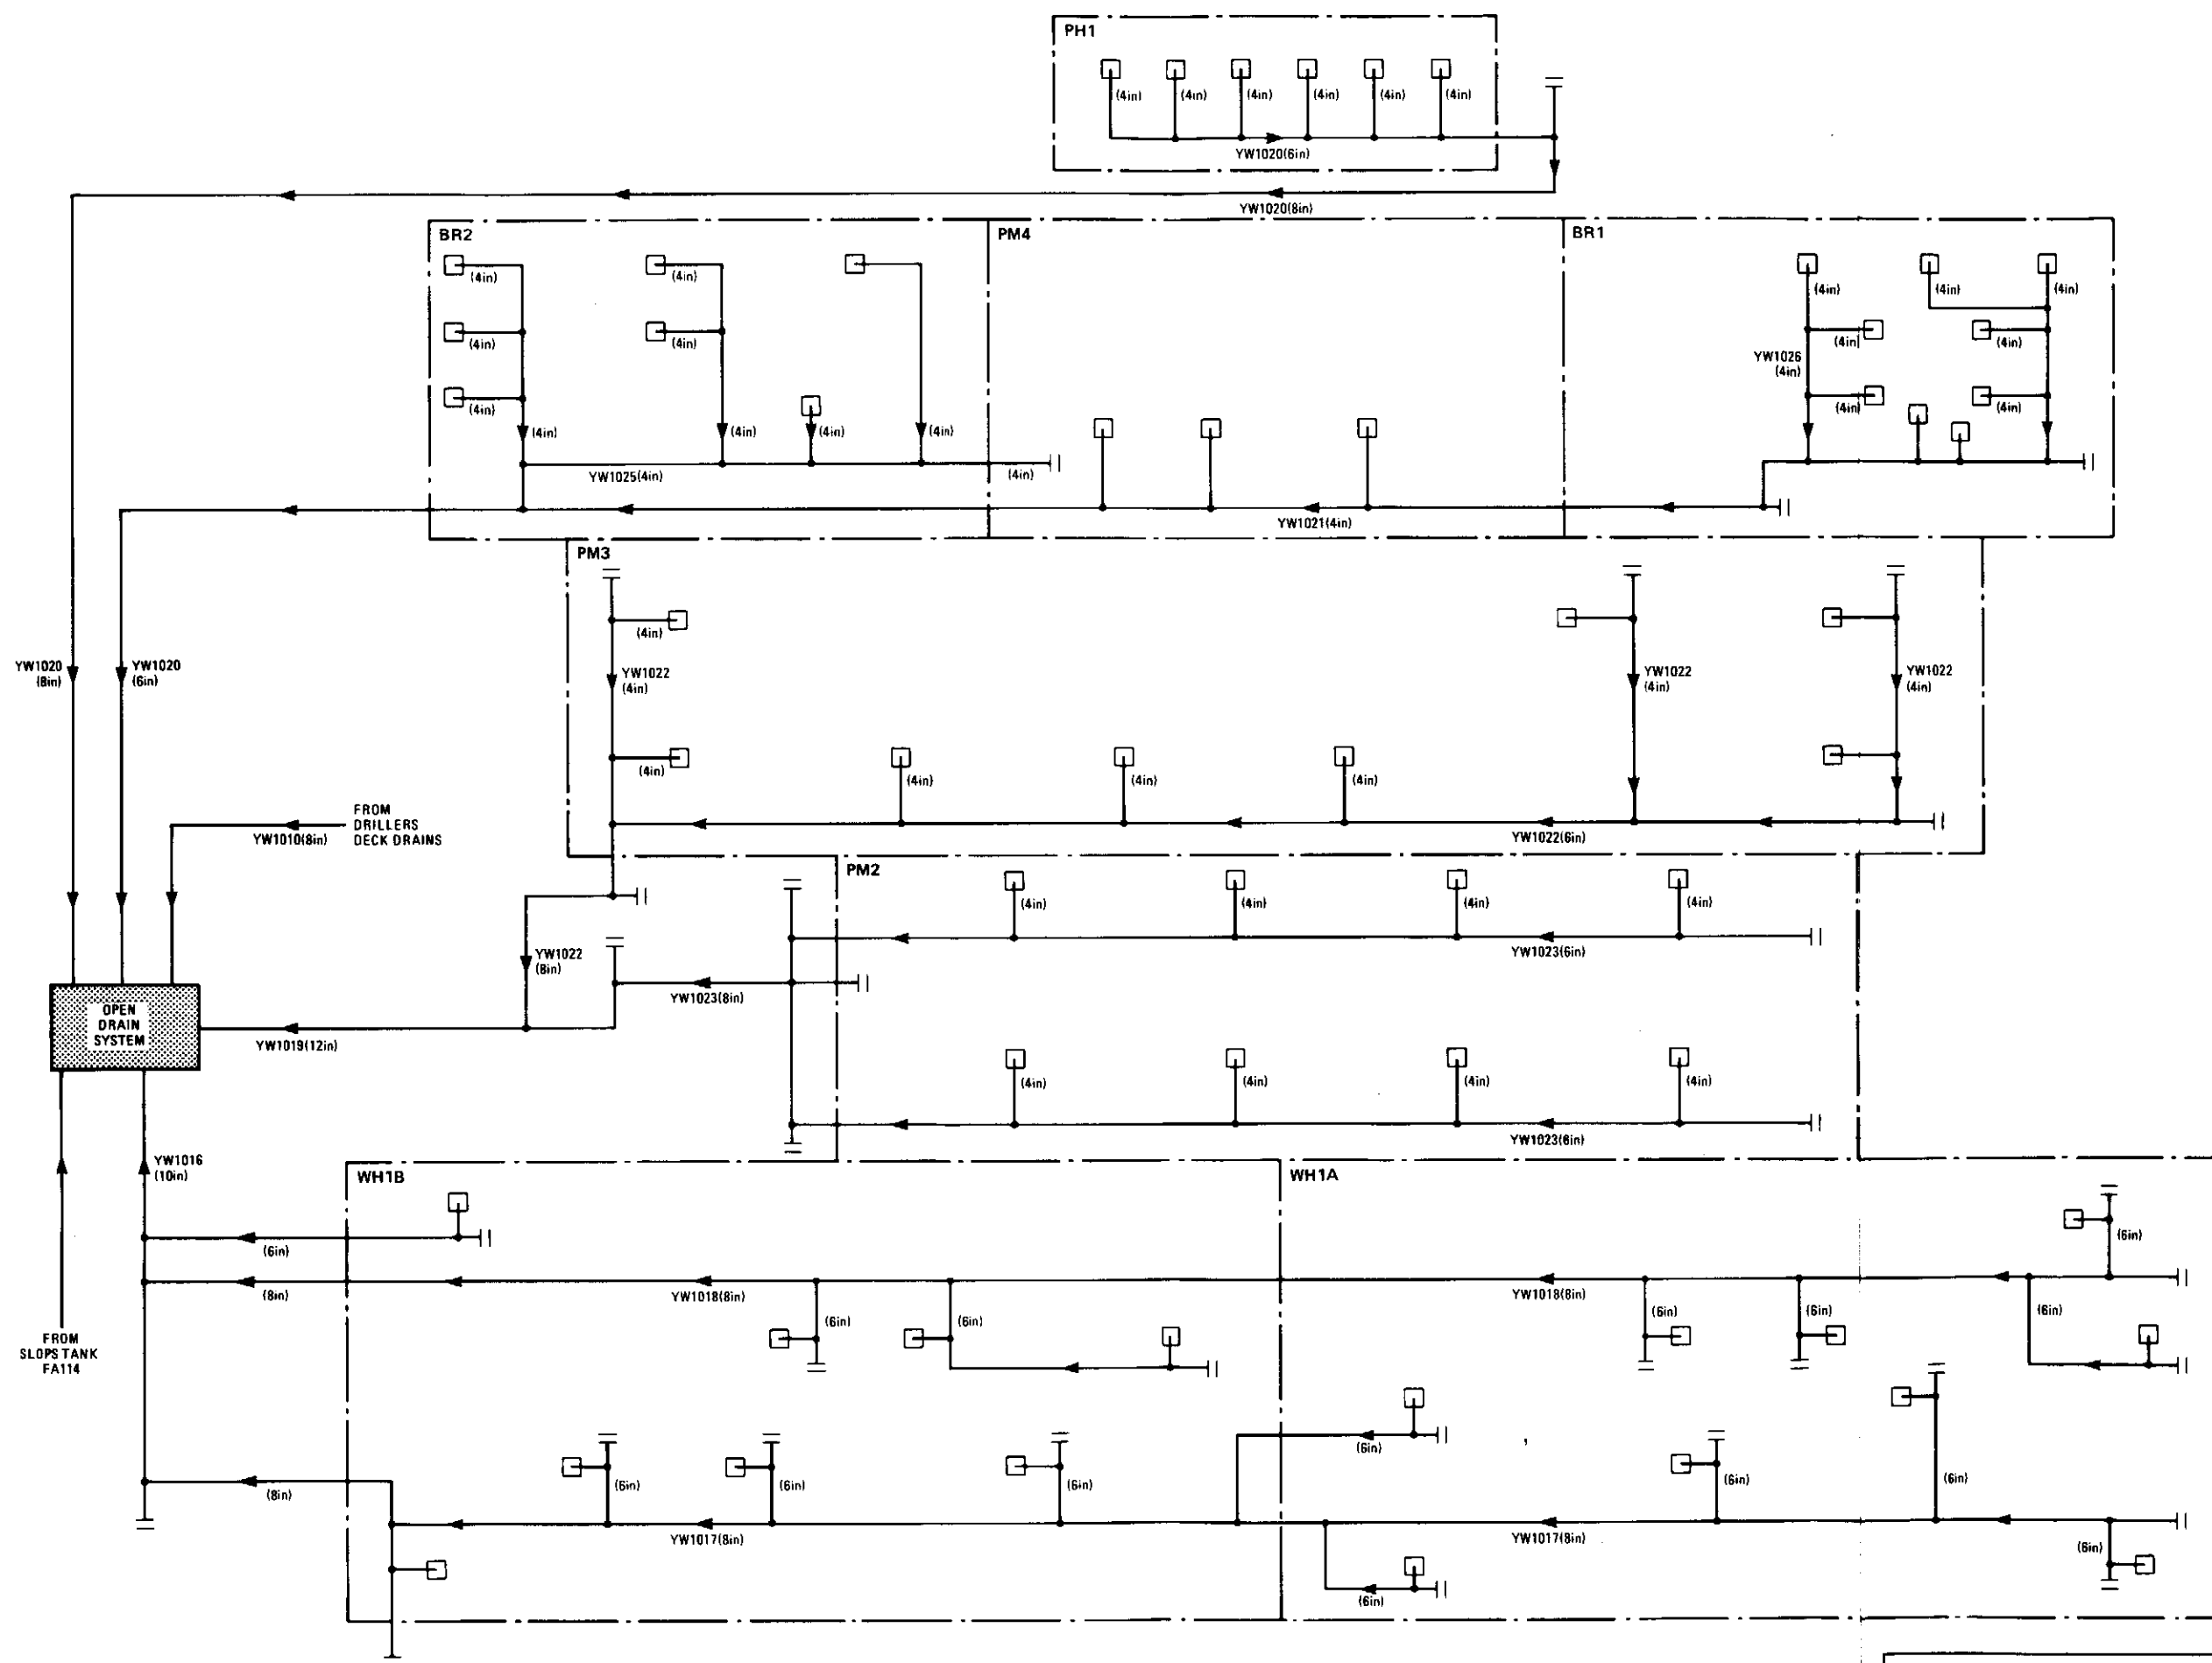 PH1
(4in) (4in) (4in) (4in) (4in) (4in)
YW1020(6in)
YW1020(8in)
BR2
PM4
BR1
(4in) (4in)
(4in) (4in) (4in)
(4in) (4in)
(4in) (4in)
YW1026
(4in)
(4in)
(4in) (4in)
(4in) (4in) (4in) (4in)
YW1025(4in)
(4in)
YW1021(4in)
PM3
(4in)
YW1020
(8in)
YW1020
(6in)
YW1022
(4in)
YW1022
(4in)
YW1022
(4in)
(4in) (4in) (4in) (4in)
FROM
DRILLERS
DECK DRAINS
YW1010(8in)
YW1022(6in)
PM2
(4in) (4in) (4in) (4in)
YW1022
(8in)
YW1023(6in)
YW1023(8in)
OPEN
DRAIN
SYSTEM
YW1019(12in)
(4in) (4in) (4in) (4in)
YW1023(6in)
YW1016
(10in)
WH1B
WH1A
(6in)
(6in)
(8in)
YW1018(8in)
YW1018(8in)
(6in) (6in) (6in) (6in) (6in)
FROM
SLOPS TANK
FA114
(6in)
(6in) (6in) (6in) (6in) (6in)
(8in)
YW1017(8in)
YW1017(8in)
(6in)
(6in)